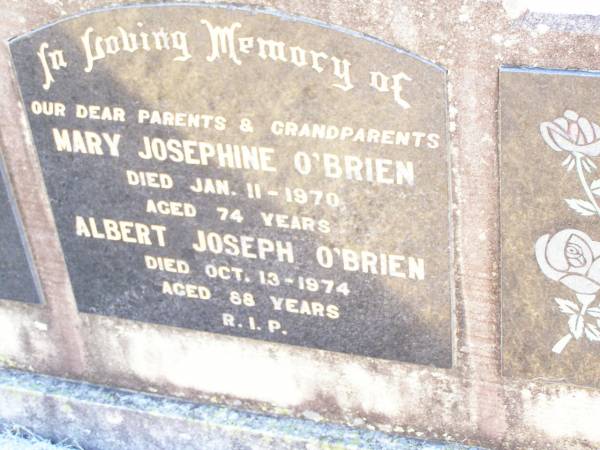 In Loving Memory of
OUR DEAR PARENTS & GRANDPARENTS
MARY JOSEPHINE O'BRIEN
DIED JAN. 11-1970
AGED 74 YEARS
ALBERT JOSEPH O'BRIEN
DIED OCT. 13-1974
AGED 88 YEARS
R.I.P.